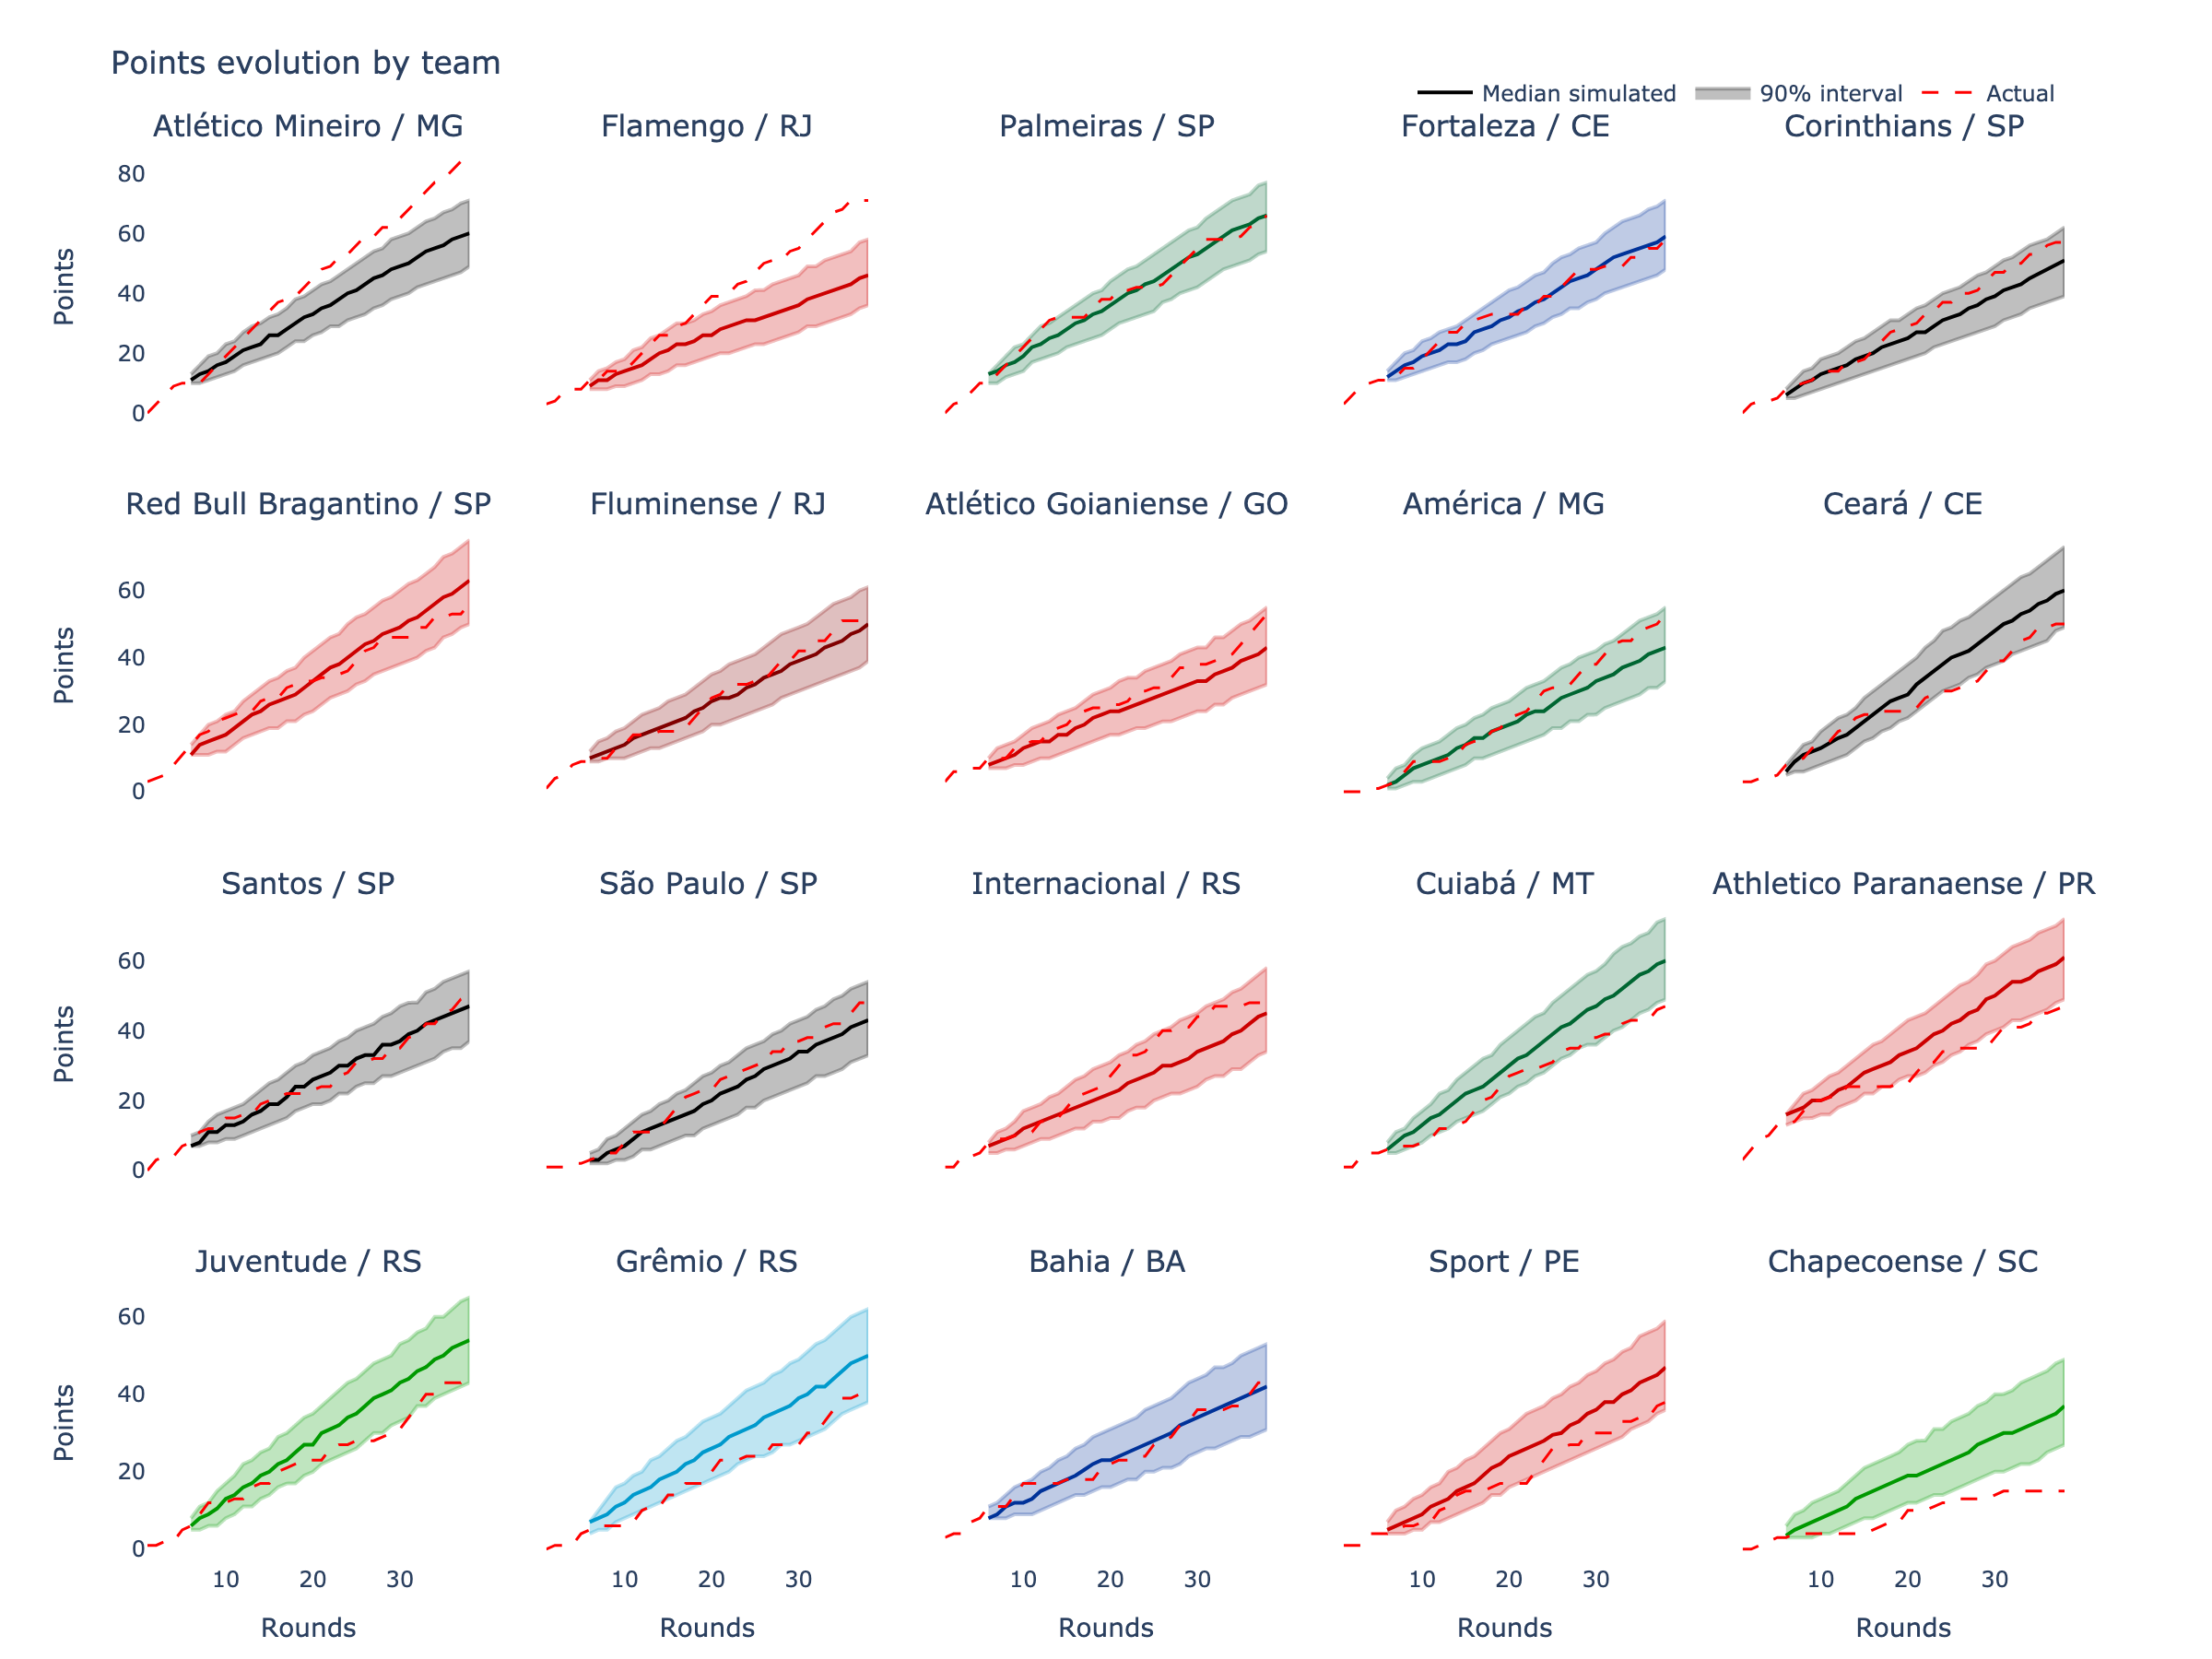 Points evolution by team
Median simulated 90% interval Actual
Atlético Mineiro / MG Flamengo / RJ Palmeiras / SP Fortaleza / CE Corinthians / SP
80
60
40
20
0
Points
Red Bull Bragantino / SP Fluminense / RJ Atlético Goianiense / GO América / MG Ceará / CE
60
40
20
0
Points
Santos / SP São Paulo / SP Internacional / RS Cuiabá / MT Athletico Paranaense / PR
60
40
20
0
Points
Juventude / RS Grêmio / RS Bahia / BA Sport / PE Chapecoense / SC
60
40
20
0
Points
10 20 30 10 20 30 10 20 30 10 20 30 10 20 30
Rounds Rounds Rounds Rounds Rounds